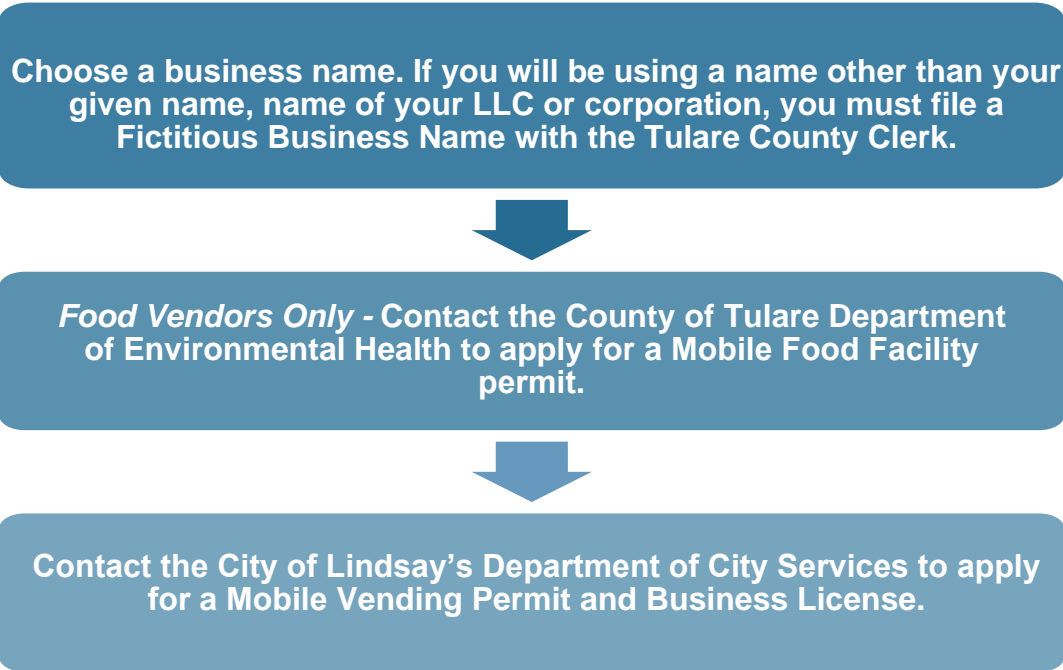 Choose a business name. If you will be using a name other than your
given name, name of your LLC or corporation, you must file a
Fictitious Business Name with the Tulare County Clerk.
Food Vendors Only - Contact the County of Tulare Department
of Environmental Health to apply for a Mobile Food Facility
permit.
Contact the City of Lindsay’s Department of City Services to apply
for a Mobile Vending Permit and Business License.